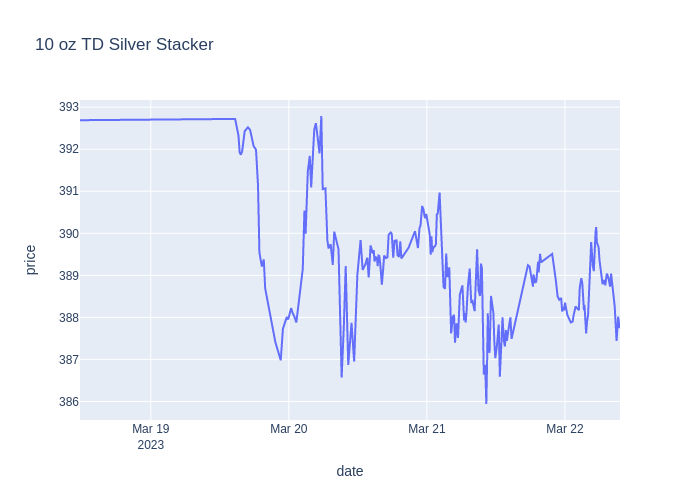 10 oz TD Silver Stacker
393
392
391
390
389
388
387
386
price
Mar 19
2023
Mar 20
Mar 21
Mar 22
date